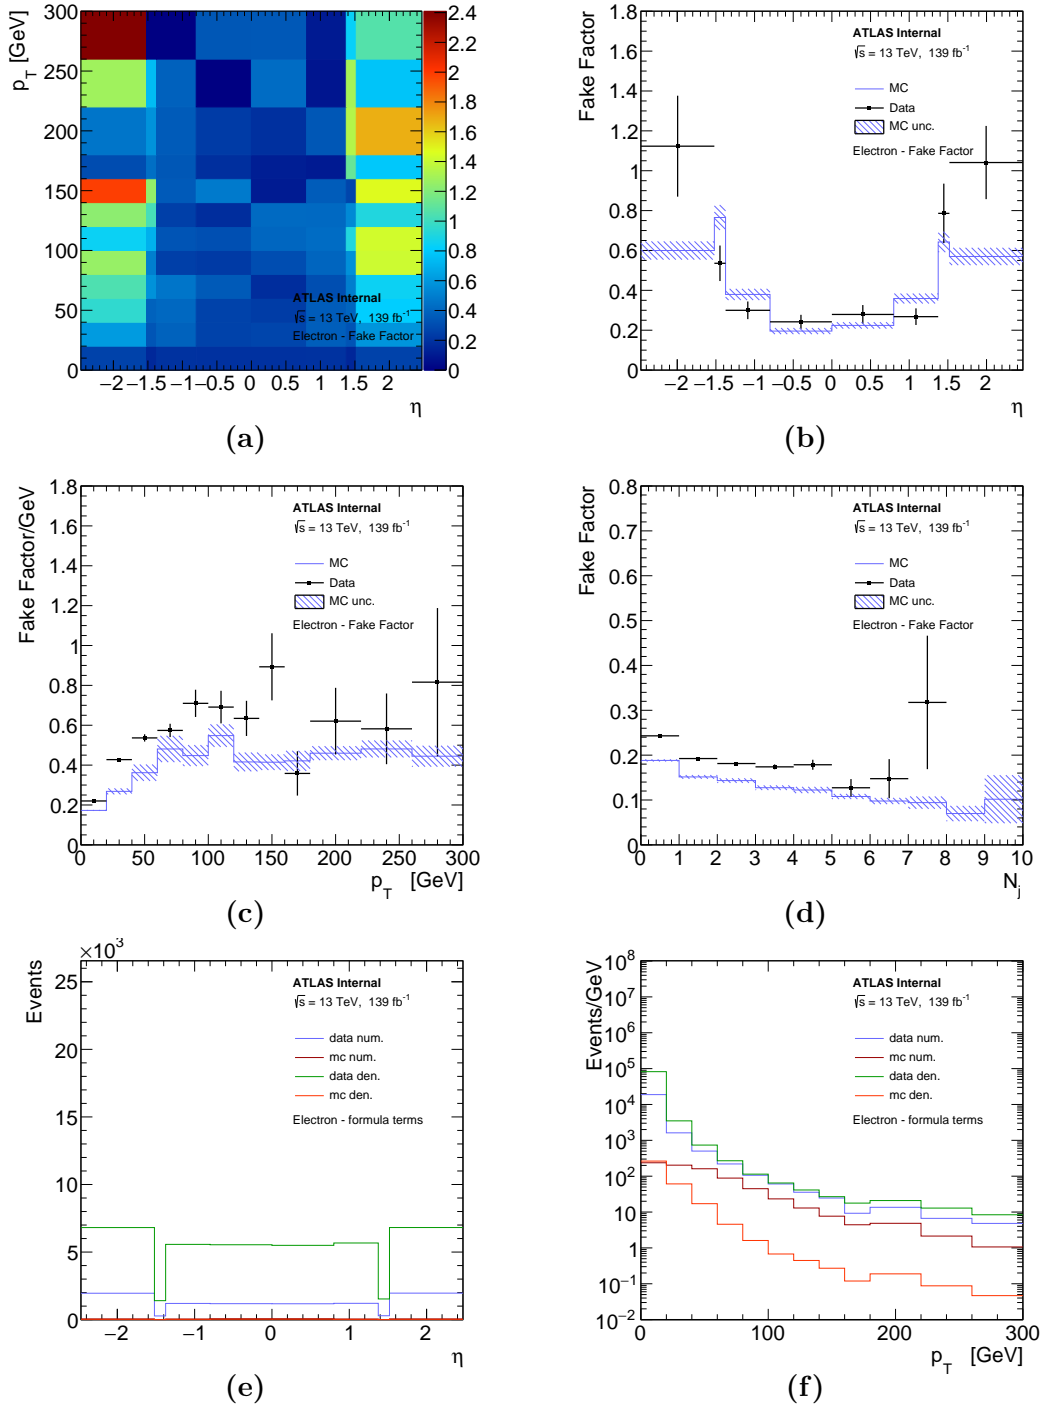 p_T [GeV]
300
250
200
150
100
50
0
ATLAS Internal
√s = 13 TeV, 139 fb⁻¹
Electron - Fake Factor
−2 −1.5 −1 −0.5 0 0.5 1 1.5 2
η
2.4
2.2
2
1.8
1.6
1.4
1.2
1
0.8
0.6
0.4
0.2
0
(a)
Fake Factor
1.8
1.6
1.4
1.2
1
0.8
0.6
0.4
0.2
0
ATLAS Internal
√s = 13 TeV, 139 fb⁻¹
MC
Data
MC unc.
Electron - Fake Factor
−2 −1.5 −1 −0.5 0 0.5 1 1.5 2
η
(b)
Fake Factor/GeV
1.8
1.6
1.4
1.2
1
0.8
0.6
0.4
0.2
0
ATLAS Internal
√s = 13 TeV, 139 fb⁻¹
MC
Data
MC unc.
Electron - Fake Factor
0 50 100 150 200 250 300
p_T [GeV]
(c)
Fake Factor
0.8
0.7
0.6
0.5
0.4
0.3
0.2
0.1
0
ATLAS Internal
√s = 13 TeV, 139 fb⁻¹
MC
Data
MC unc.
Electron - Fake Factor
0 1 2 3 4 5 6 7 8 9 10
N_j
(d)
×10³
Events
25
20
15
10
5
0
ATLAS Internal
√s = 13 TeV, 139 fb⁻¹
data num.
mc num.
data den.
mc den.
Electron - formula terms
−2 −1 0 1 2
η
(e)
Events/GeV
10⁸
10⁷
10⁶
10⁵
10⁴
10³
10²
10
1
10⁻¹
10⁻²
ATLAS Internal
√s = 13 TeV, 139 fb⁻¹
data num.
mc num.
data den.
mc den.
Electron - formula terms
0 100 200 300
p_T [GeV]
(f)